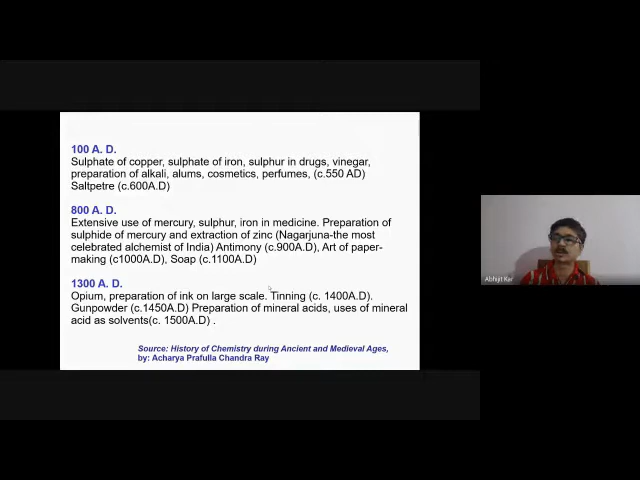 100 A. D.
Sulphate of copper, sulphate of iron, sulphur in drugs, vinegar,
preparation of alkali, alums, cosmetics, perfumes, (c.550 AD)
Saltpetre (c.600A.D)
800 A. D.
Extensive use of mercury, sulphur, iron in medicine. Preparation of
sulphide of mercury and extraction of zinc (Nagarjuna-the most
celebrated alchemist of India) Antimony (c.900A.D), Art of paper-
making (c1000A.D), Soap (c.1100A.D)
1300 A. D.
Opium, preparation of ink on large scale. Tinning (c. 1400A.D).
Gunpowder (c.1450A.D) Preparation of mineral acids, uses of mineral
acid as solvents(c. 1500A.D) .
Source: History of Chemistry during Ancient and Medieval Ages,
by: Acharya Prafulla Chandra Ray
Abhijit Kar